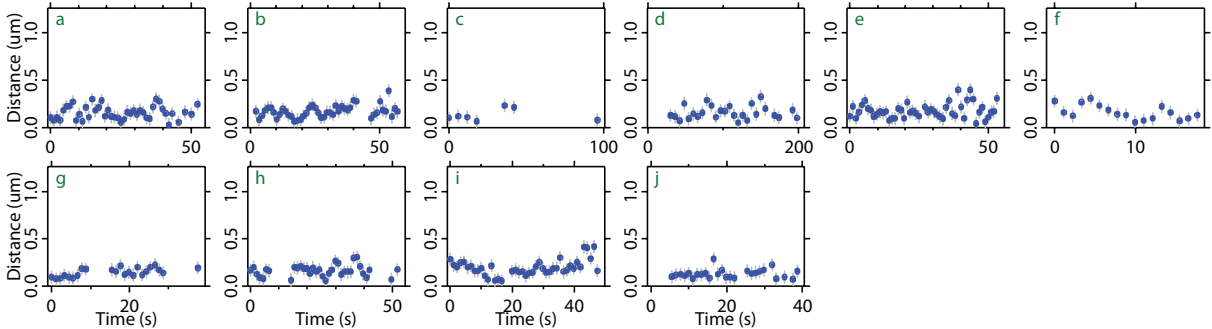 a b c d e f
Distance (um) 0.0 0.5 1.0 0.0 0.5 1.0 0.0 0.5 1.0 0.0 0.5 1.0 0.0 0.5 1.0 0.0 0.5 1.0
0 50 0 50 0 100 0 200 0 50 0 10
g h i j
Distance (um) 0.0 0.5 1.0 0.0 0.5 1.0 0.0 0.5 1.0 0.0 0.5 1.0
0 20 0 50 0 20 40 0 20 40
Time (s) Time (s) Time (s) Time (s)